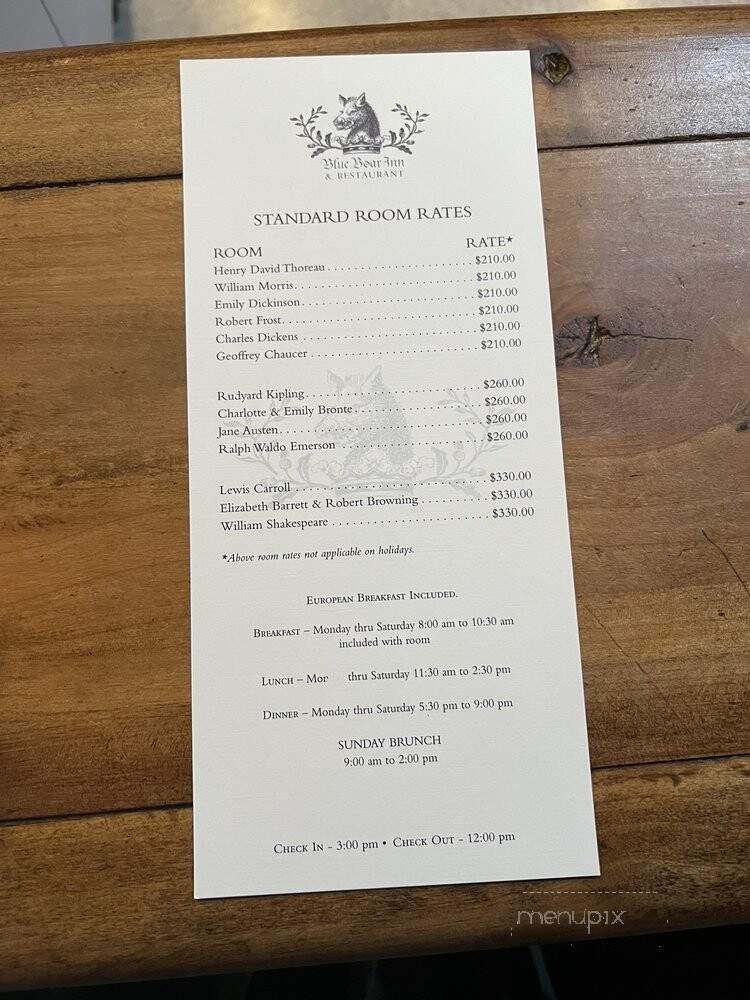 Blue Boar Inn
& RESTAURANT
STANDARD ROOM RATES
ROOM RATE*
Henry David Thoreau . . . . . . . . . . . . . . . . . . . . . . $210.00
William Morris. . . . . . . . . . . . . . . . . . . . . . . . . . . $210.00
Emily Dickinson . . . . . . . . . . . . . . . . . . . . . . . . . . $210.00
Robert Frost. . . . . . . . . . . . . . . . . . . . . . . . . . . . . $210.00
Charles Dickens . . . . . . . . . . . . . . . . . . . . . . . . . . $210.00
Geoffrey Chaucer . . . . . . . . . . . . . . . . . . . . . . . . . $210.00
Rudyard Kipling . . . . . . . . . . . . . . . . . . . . . . . . . . $260.00
Charlotte & Emily Bronte . . . . . . . . . . . . . . . . . . . $260.00
Jane Austen. . . . . . . . . . . . . . . . . . . . . . . . . . . . . . $260.00
Ralph Waldo Emerson . . . . . . . . . . . . . . . . . . . . . . $260.00
Lewis Carroll . . . . . . . . . . . . . . . . . . . . . . . . . . . . $330.00
Elizabeth Barrett & Robert Browning . . . . . . . . . . $330.00
William Shakespeare . . . . . . . . . . . . . . . . . . . . . . . $330.00
*Above room rates not applicable on holidays.
EUROPEAN BREAKFAST INCLUDED.
BREAKFAST – Monday thru Saturday 8:00 am to 10:30 am
included with room
LUNCH – Mon thru Saturday 11:30 am to 2:30 pm
DINNER – Monday thru Saturday 5:30 pm to 9:00 pm
SUNDAY BRUNCH
9:00 am to 2:00 pm
CHECK IN - 3:00 pm • CHECK OUT - 12:00 pm
menupix